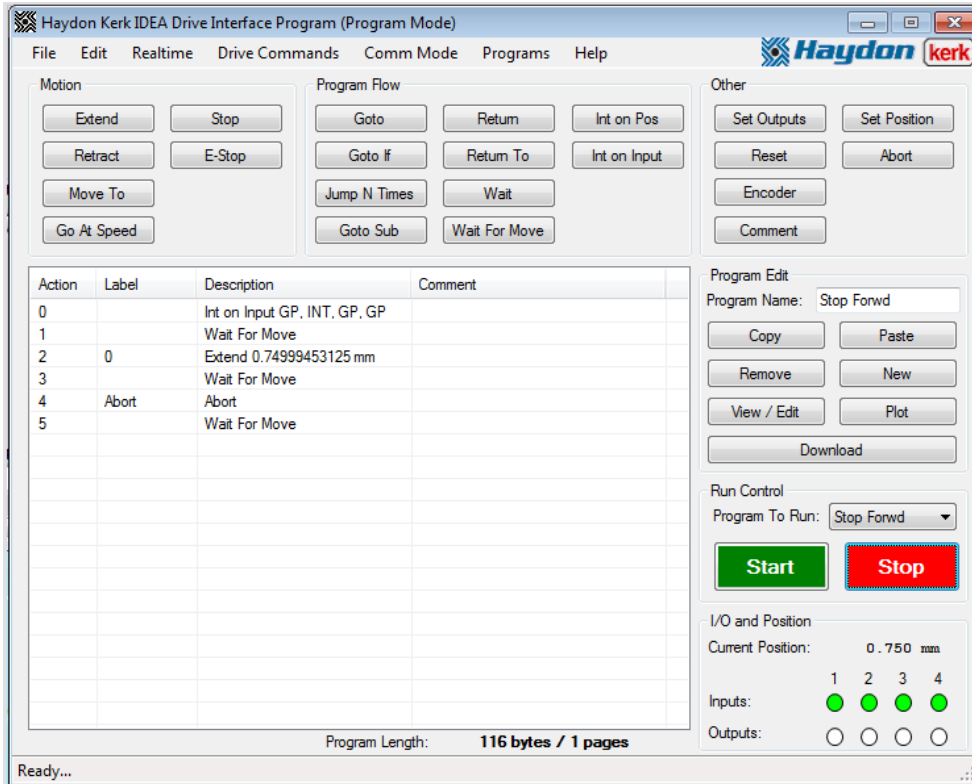 Haydon Kerk IDEA Drive Interface Program (Program Mode)
File Edit Realtime Drive Commands Comm Mode Programs Help
Haydon kerk
Motion
Extend Stop
Retract E-Stop
Move To
Go At Speed
Program Flow
Goto Return Int on Pos
Goto If Return To Int on Input
Jump N Times Wait
Goto Sub Wait For Move
Other
Set Outputs Set Position
Reset Abort
Encoder
Comment
Action Label Description Comment
0 Int on Input GP, INT, GP, GP
1 Wait For Move
2 0 Extend 0.74999453125 mm
3 Wait For Move
4 Abort Abort
5 Wait For Move
Program Length: 116 bytes / 1 pages
Program Edit
Program Name: Stop Forwd
Copy Paste
Remove New
View / Edit Plot
Download
Run Control
Program To Run: Stop Forwd
Start Stop
I/O and Position
Current Position: 0.750 mm
1 2 3 4
Inputs:
Outputs:
Ready...